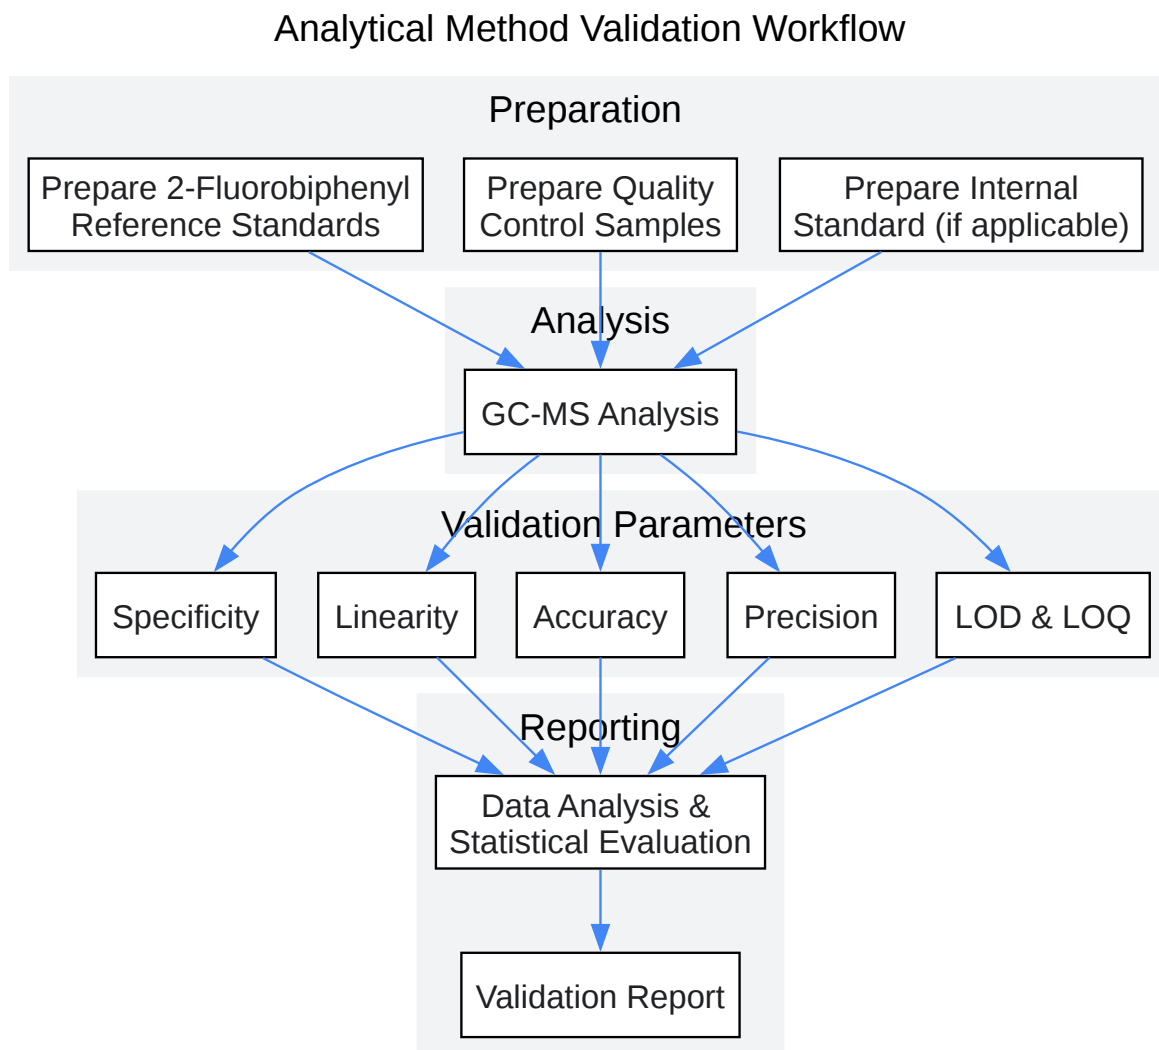 Analytical Method Validation Workflow
Preparation
Prepare 2-Fluorobiphenyl
Reference Standards
Prepare Quality
Control Samples
Prepare Internal
Standard (if applicable)
Analysis
GC-MS Analysis
Validation Parameters
Specificity
Linearity
Accuracy
Precision
LOD & LOQ
Reporting
Data Analysis &
Statistical Evaluation
Validation Report